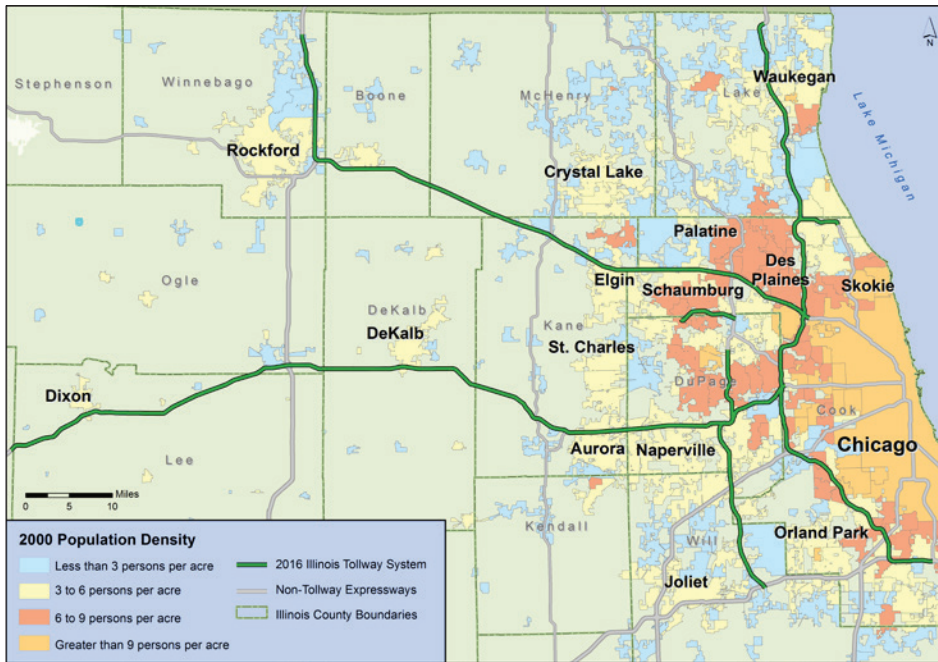 N
Waukegan
Stephenson
Winnebago
Boone
McHenry
Lake
Lake Michigan
Rockford
Crystal Lake
Palatine
Des
Plaines
Ogle
Elgin
Schaumburg
Skokie
DeKalb
DeKalb
Kane
St. Charles
DuPage
Dixon
Cook
Chicago
Aurora
Naperville
Lee
Miles
10
5
0
10
Kendall
Orland Park
Will
Joliet
2000 Population Density
Less than 3 persons per acre
3 to 6 persons per acre
6 to 9 persons per acre
Greater than 9 persons per acre
2016 Illinois Tollway System
Non-Tollway Expressways
Illinois County Boundaries